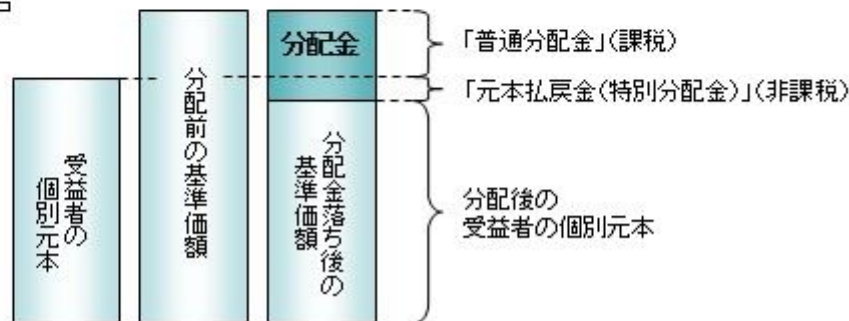 受益者の
個別元本
分配前の基準価額
分配金
分配金落ち後の
基準価額
「普通分配金」(課税)
「元本払戻金(特別分配金)」(非課税)
分配後の
受益者の個別元本